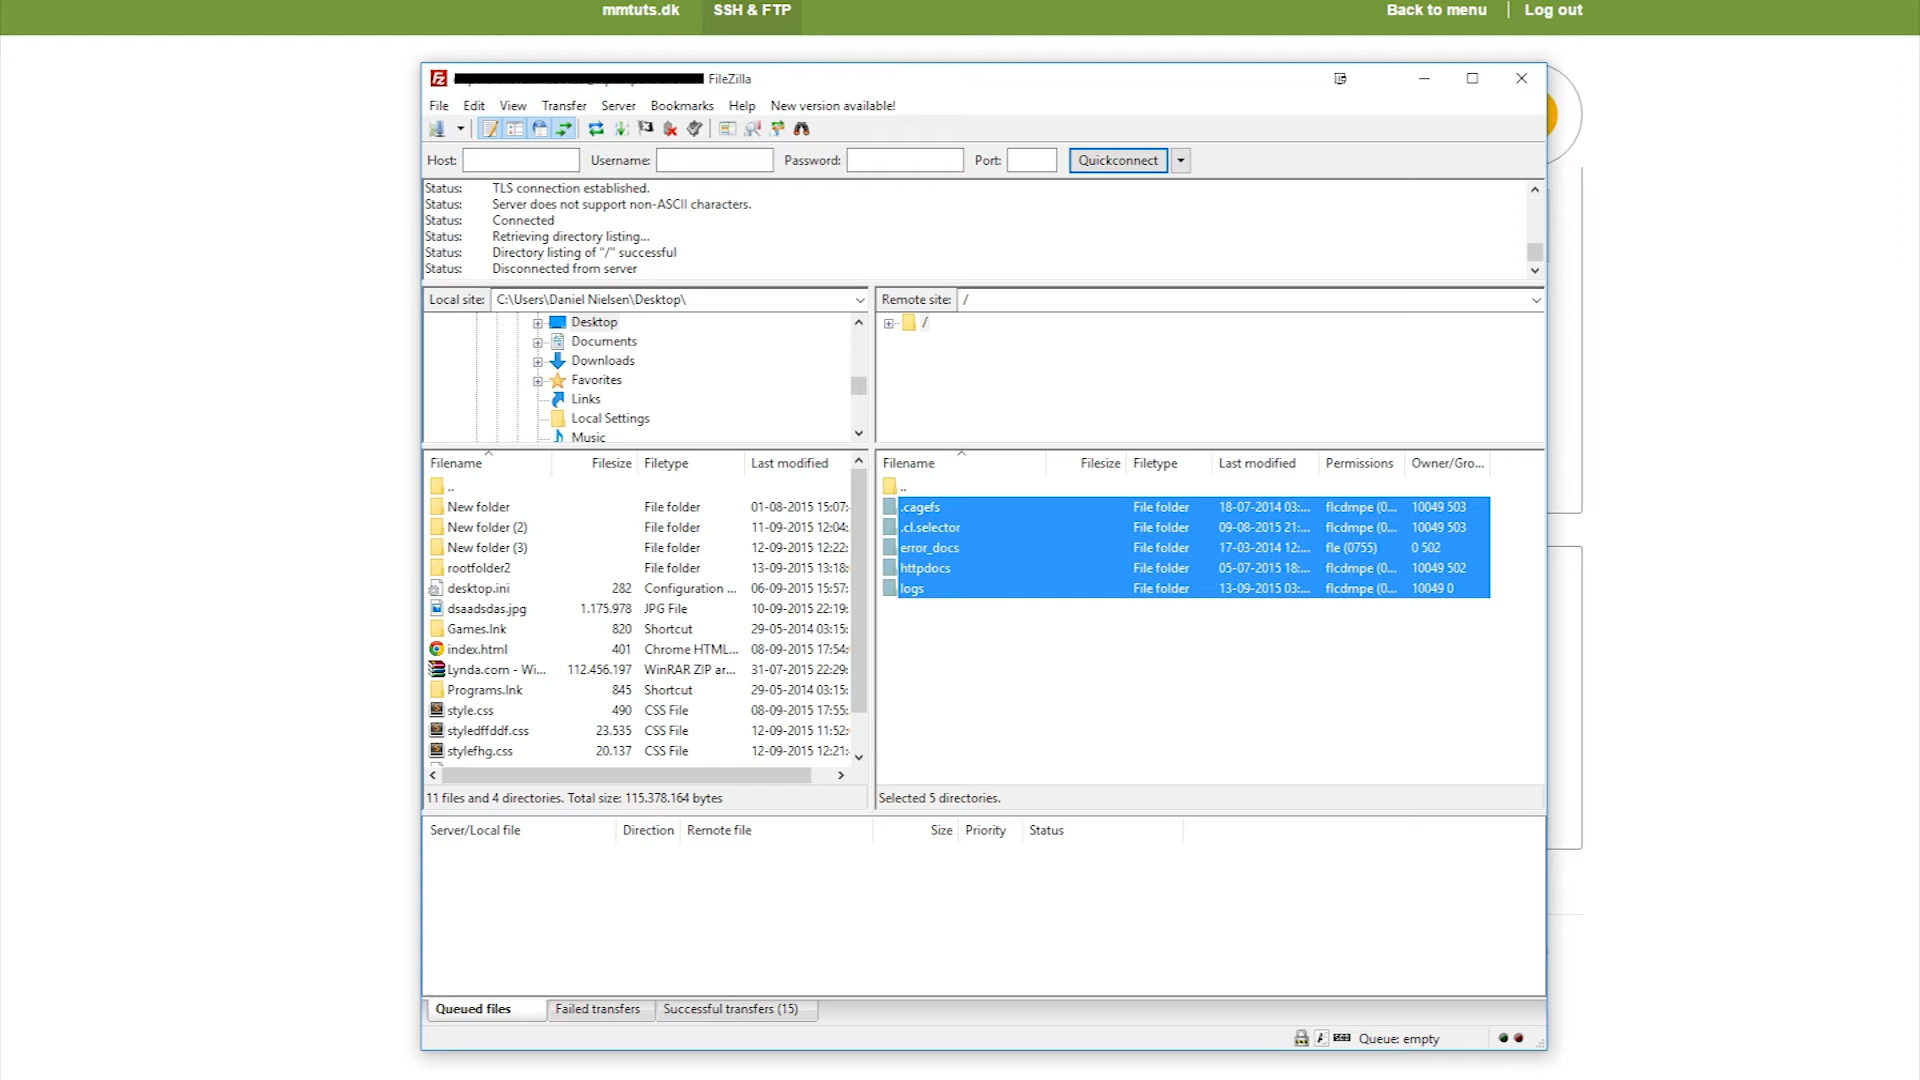 mmtuts.dk SSH & FTP Back to menu | Log out
FileZilla
File Edit View Transfer Server Bookmarks Help New version available!
Host: Username: Password: Port: Quickconnect
Status: TLS connection established.
Status: Server does not support non-ASCII characters.
Status: Connected
Status: Retrieving directory listing...
Status: Directory listing of "/" successful
Status: Disconnected from server
Local site: C:\Users\Daniel Nielsen\Desktop\
Desktop
Documents
Downloads
Favorites
Links
Local Settings
Music
Remote site: /
/
Filename Filesize Filetype Last modified
..
New folder File folder 01-08-2015 15:07:
New folder (2) File folder 11-09-2015 12:04:
New folder (3) File folder 12-09-2015 12:22:
rootfolder2 File folder 13-09-2015 13:18:
desktop.ini 282 Configuration ... 06-09-2015 15:57:
dsaadsdas.jpg 1.175.978 JPG File 10-09-2015 22:19:
Games.lnk 820 Shortcut 29-05-2014 03:15:
index.html 401 Chrome HTML... 08-09-2015 17:54:
Lynda.com - Wi... 112.456.197 WinRAR ZIP ar... 31-07-2015 22:29:
Programs.lnk 845 Shortcut 29-05-2014 03:15:
style.css 490 CSS File 08-09-2015 17:55:
styledffddf.css 23.535 CSS File 12-09-2015 11:52:
stylefhg.css 20.137 CSS File 12-09-2015 12:21:
11 files and 4 directories. Total size: 115.378.164 bytes
Filename Filesize Filetype Last modified Permissions Owner/Gro...
..
.cagefs File folder 18-07-2014 03:... flcdmpe (0... 10049 503
.cl.selector File folder 09-08-2015 21:... flcdmpe (0... 10049 503
error_docs File folder 17-03-2014 12:... fle (0755) 0 502
httpdocs File folder 05-07-2015 18:... flcdmpe (0... 10049 502
logs File folder 13-09-2015 03:... flcdmpe (0... 10049 0
Selected 5 directories.
Server/Local file Direction Remote file Size Priority Status
Queued files Failed transfers Successful transfers (15)
Queue: empty